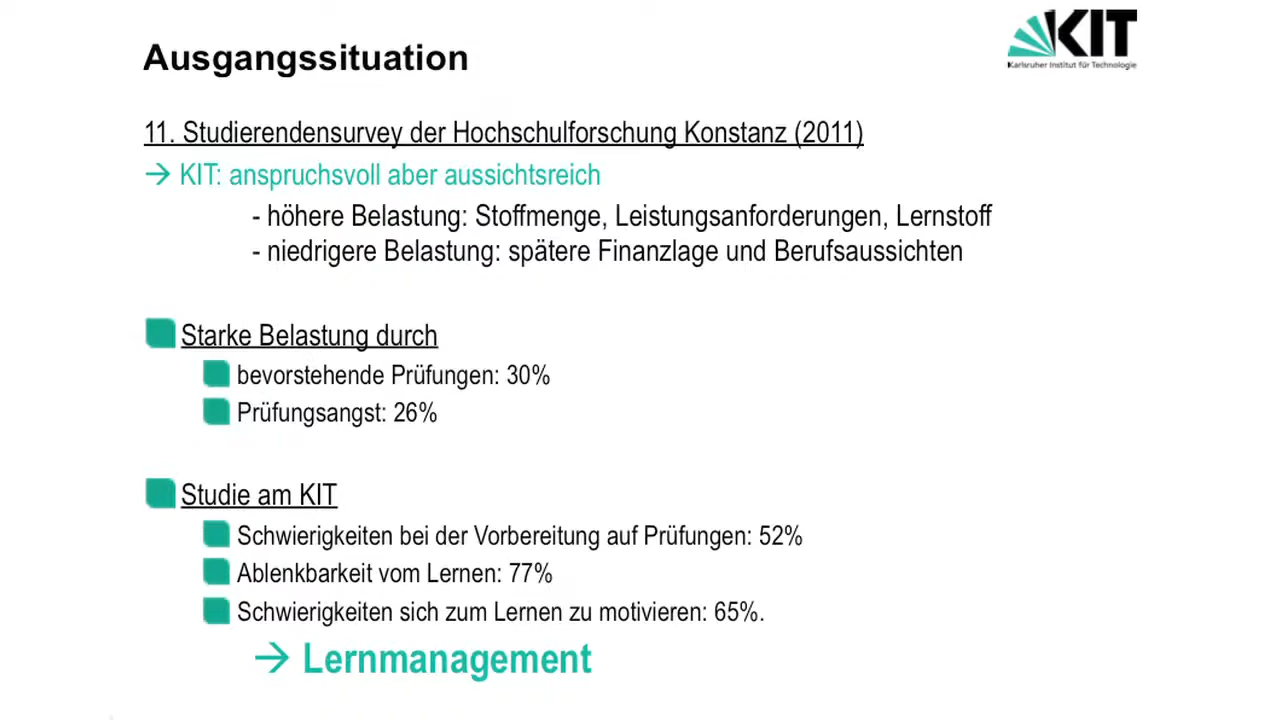 KIT
Karlsruher Institut für Technologie
Ausgangssituation
11. Studierendensurvey der Hochschulforschung Konstanz (2011)
→ KIT: anspruchsvoll aber aussichtsreich
- höhere Belastung: Stoffmenge, Leistungsanforderungen, Lernstoff
- niedrigere Belastung: spätere Finanzlage und Berufsaussichten
Starke Belastung durch
bevorstehende Prüfungen: 30%
Prüfungsangst: 26%
Studie am KIT
Schwierigkeiten bei der Vorbereitung auf Prüfungen: 52%
Ablenkbarkeit vom Lernen: 77%
Schwierigkeiten sich zum Lernen zu motivieren: 65%.
→ Lernmanagement